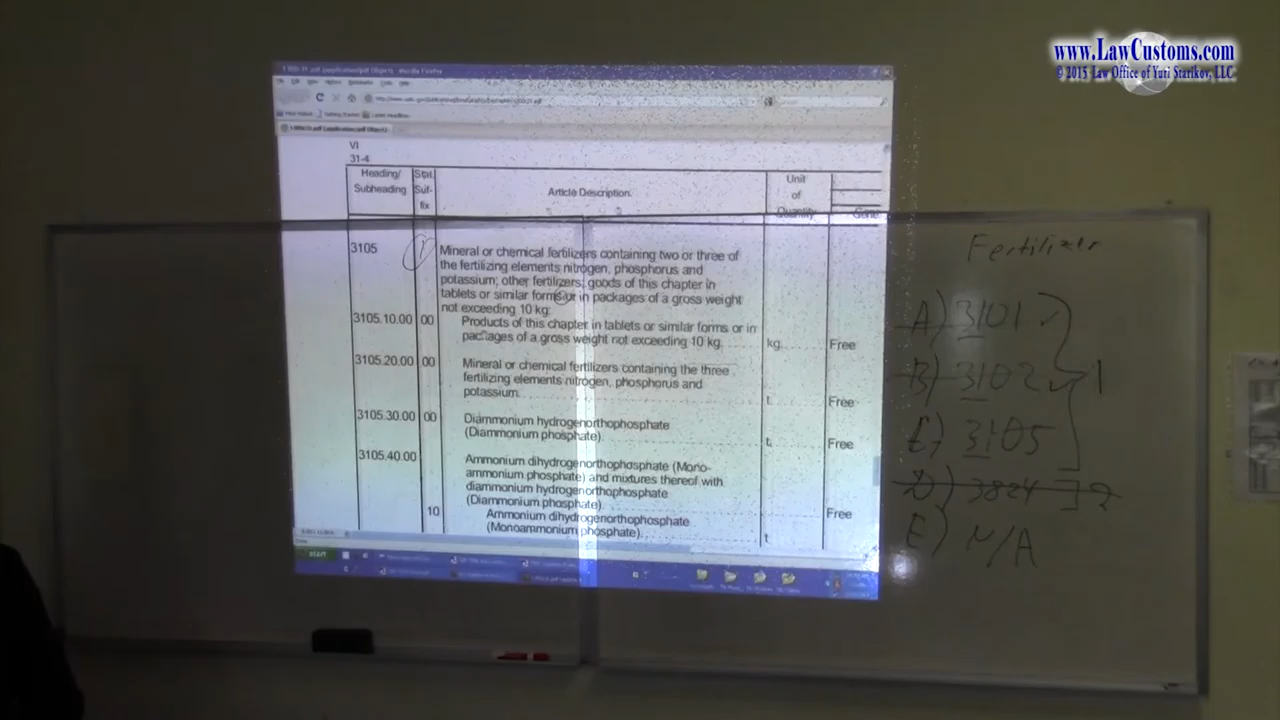 www.LawCustoms.com
© 2015 Law Office of Yuri Starikov, LLC.
VI
31-4
Heading/
Subheading
Stat.
Suf-
fix
Article Description
Unit
of
Quantity
3105
Mineral or chemical fertilizers containing two or three of
the fertilizing elements nitrogen, phosphorus and
potassium; other fertilizers; goods of this chapter in
tablets or similar forms or in packages of a gross weight
not exceeding 10 kg:
3105.10.00 00 Products of this chapter in tablets or similar forms or in
packages of a gross weight not exceeding 10 kg kg. Free
3105.20.00 00 Mineral or chemical fertilizers containing the three
fertilizing elements nitrogen, phosphorus and
potassium t. Free
3105.30.00 00 Diammonium hydrogenorthophosphate
(Diammonium phosphate) t. Free
3105.40.00 Ammonium dihydrogenorthophosphate (Mono-
ammonium phosphate) and mixtures thereof with
diammonium hydrogenorthophosphate
(Diammonium phosphate) Free
10 Ammonium dihydrogenorthophosphate
(Monoammonium phosphate) t
start
Fertilizer
A) 3101
B) 3102 1
C) 3105
D) 3824 2
E) N/A